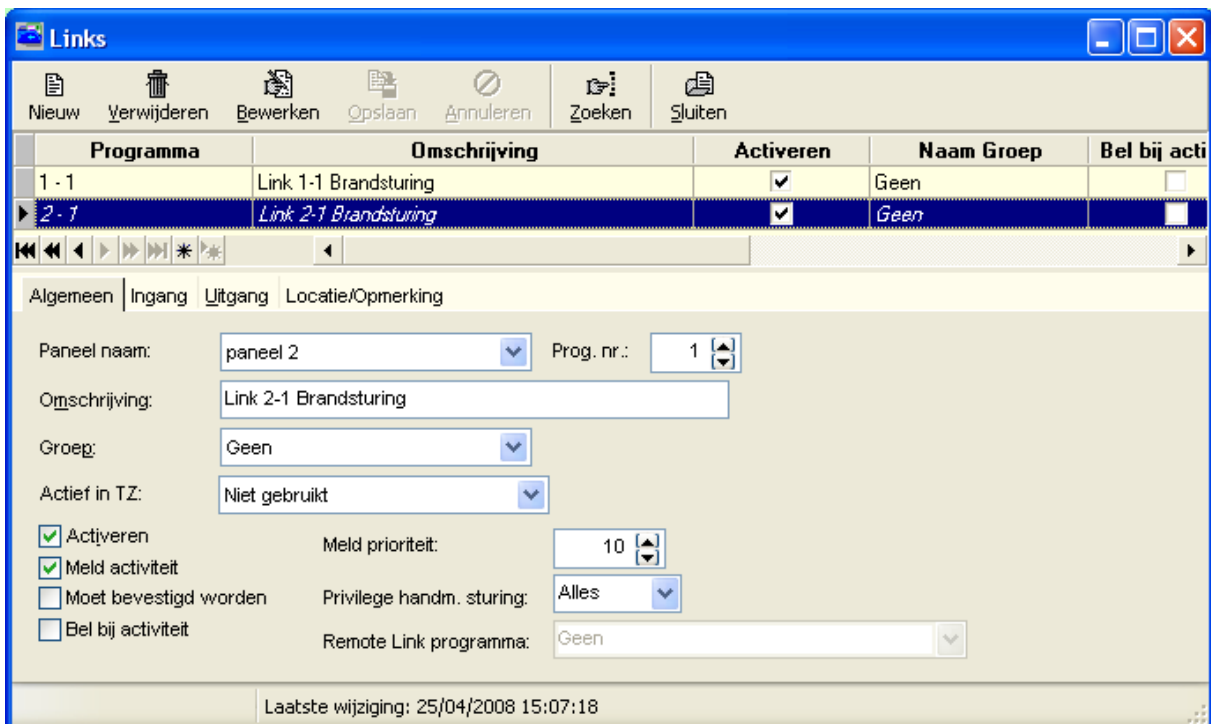 Links
Nieuw Verwijderen Bewerken Opslaan Annuleren Zoeken Sluiten
Programma Omschrijving Activeren Naam Groep Bel bij acti
1 - 1 Link 1-1 Brandsturing Geen
2 - 1 Link 2-1 Brandsturing Geen
Algemeen Ingang Uitgang Locatie/Opmerking
Paneel naam: paneel 2 Prog. nr.: 1
Omschrijving: Link 2-1 Brandsturing
Groep: Geen
Actief in TZ: Niet gebruikt
Activeren Meld prioriteit: 10
Meld activiteit
Moet bevestigd worden Privilege handm. sturing: Alles
Bel bij activiteit Remote Link programma: Geen
Laatste wijziging: 25/04/2008 15:07:18